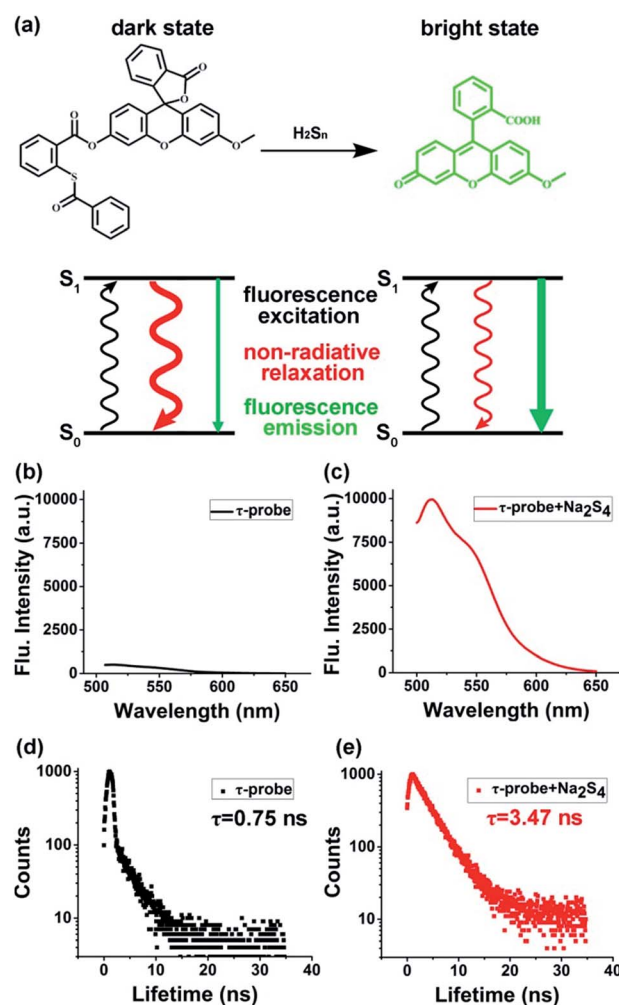 (a)
dark state
bright state
O
O
O
O
O
O
S
O
H₂Sₙ
COOH
O
O
O
S₁
S₀
fluorescence
excitation
non-radiative
relaxation
fluorescence
emission
S₁
S₀
(b)
Flu. Intensity (a.u.)
10000
7500
5000
2500
0
τ-probe
500
550
600
650
Wavelength (nm)
(c)
Flu. Intensity (a.u.)
10000
7500
5000
2500
0
τ-probe+Na₂S₄
500
550
600
650
Wavelength (nm)
(d)
Counts
1000
100
10
τ-probe
τ=0.75 ns
0
10
20
30
40
Lifetime (ns)
(e)
Counts
1000
100
10
τ-probe+Na₂S₄
τ=3.47 ns
0
10
20
30
40
Lifetime (ns)